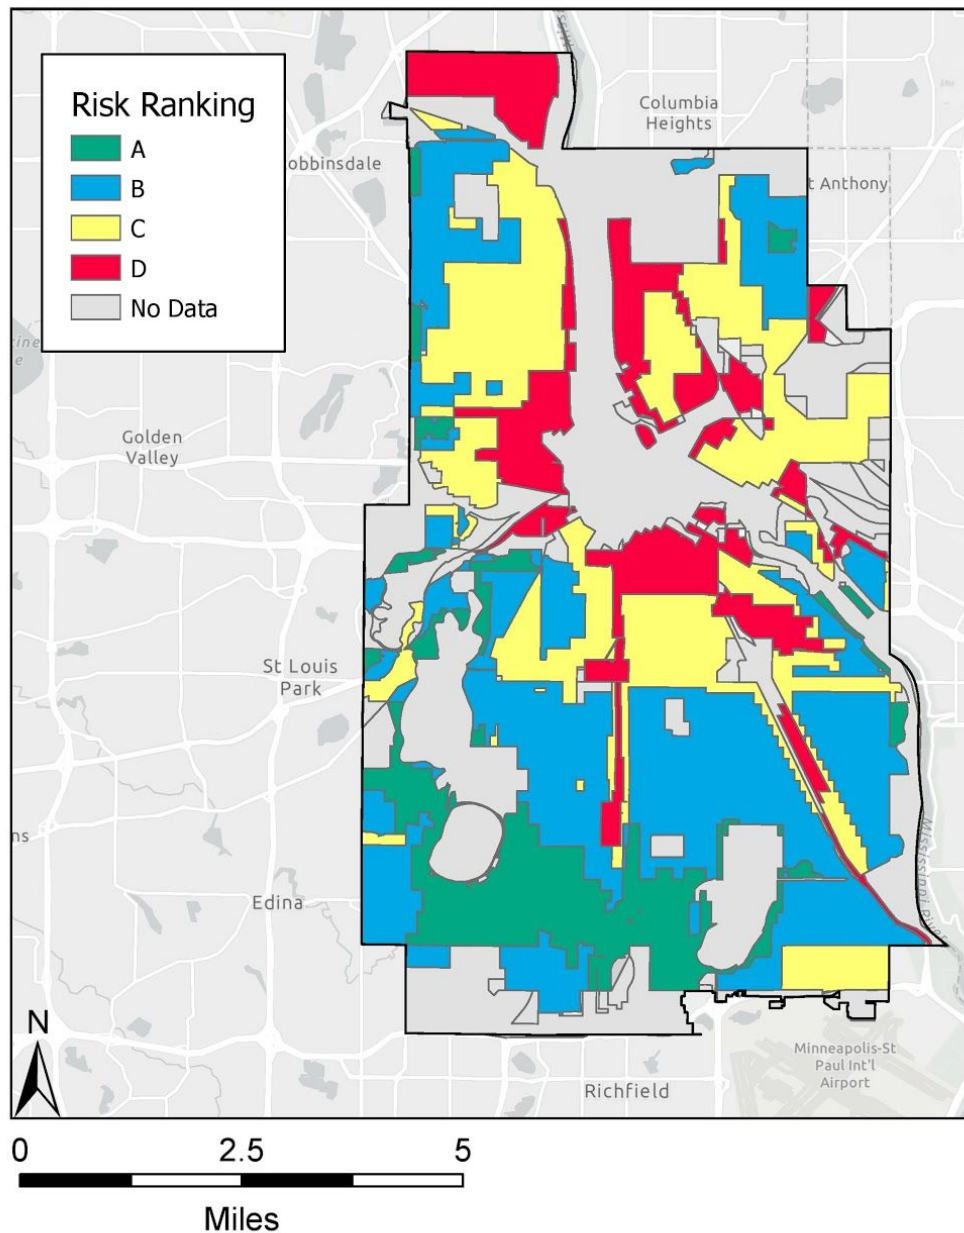 Risk Ranking
A
B
C
D
No Data
Columbia
Heights
obbinsdale
t Anthony
Golden
Valley
St Louis
Park
Edina
Mississippi River
Richfield
Minneapolis-St
Paul Int'l
Airport
N
0 2.5 5
Miles